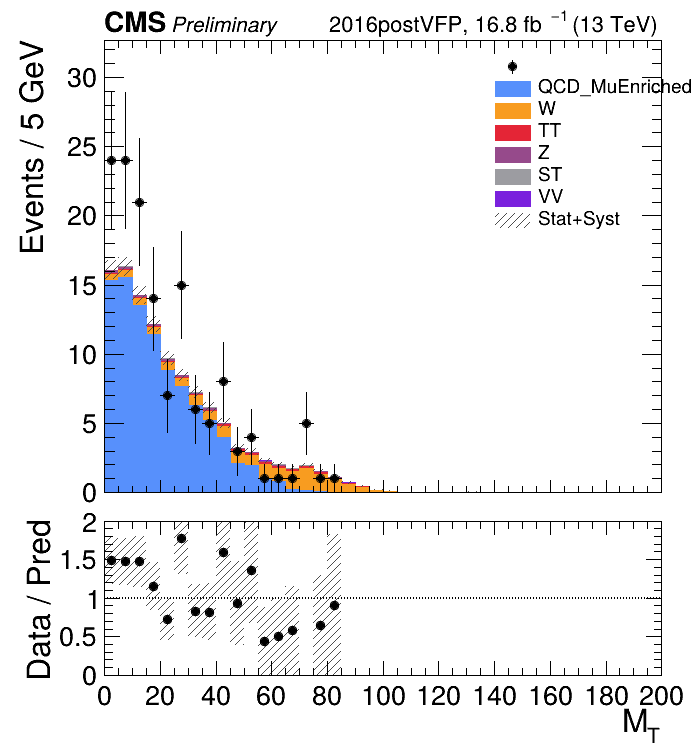 CMS Preliminary 2016postVFP, 16.8 fb⁻¹ (13 TeV)
Events / 5 GeV
30
25
20
15
10
5
0
QCD_MuEnriched
W
TT
Z
ST
VV
Stat+Syst
Data / Pred
2
1.5
1
0.5
0
0 20 40 60 80 100 120 140 160 180 200
M_T